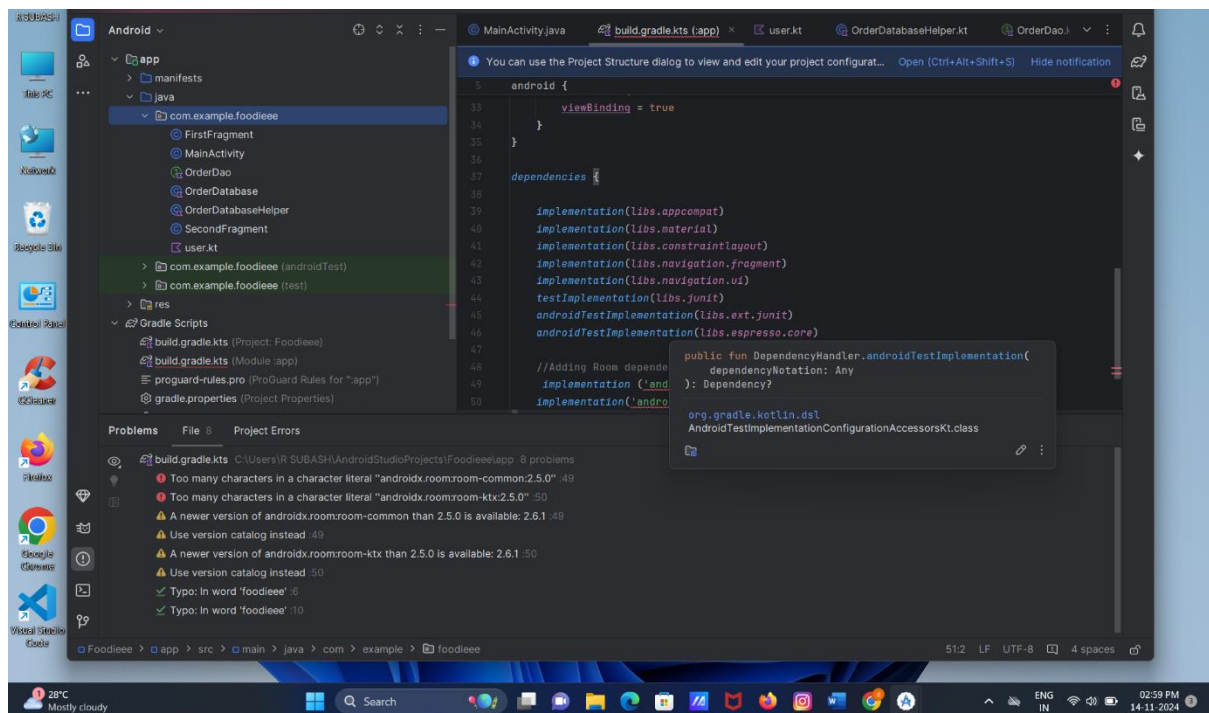 R SUBASH
This PC
Network
Recycle Bin
Control Panel
CCleaner
Firefox
Google
Chrome
Visual Studio
Code
Android
app
manifests
java
com.example.foodieee
FirstFragment
MainActivity
OrderDao
OrderDatabase
OrderDatabaseHelper
SecondFragment
user.kt
com.example.foodieee (androidTest)
com.example.foodieee (test)
res
Gradle Scripts
build.gradle.kts (Project: Foodieee)
build.gradle.kts (Module :app)
proguard-rules.pro (ProGuard Rules for ":app")
gradle.properties (Project Properties)
MainActivity.java build.gradle.kts (:app) user.kt OrderDatabaseHelper.kt OrderDao.k
You can use the Project Structure dialog to view and edit your project configurat... Open (Ctrl+Alt+Shift+S) Hide notification
5 android {
33 viewBinding = true
34 }
35 }
36
37 dependencies {
38
39 implementation(libs.appcompat)
40 implementation(libs.material)
41 implementation(libs.constraintlayout)
42 implementation(libs.navigation.fragment)
43 implementation(libs.navigation.ui)
44 testImplementation(libs.junit)
45 androidTestImplementation(libs.ext.junit)
46 androidTestImplementation(libs.espresso.core)
47
48 //Adding Room depende
49 implementation ('and
50 implementation('andro
public fun DependencyHandler.androidTestImplementation(
dependencyNotation: Any
): Dependency?
org.gradle.kotlin.dsl
AndroidTestImplementationConfigurationAccessorsKt.class
Problems File 8 Project Errors
build.gradle.kts C:\Users\R SUBASH\AndroidStudioProjects\Foodieee\app 8 problems
Too many characters in a character literal "androidx.room:room-common:2.5.0" :49
Too many characters in a character literal "androidx.room:room-ktx:2.5.0" :50
A newer version of androidx.room:room-common than 2.5.0 is available: 2.6.1 :49
Use version catalog instead :49
A newer version of androidx.room:room-ktx than 2.5.0 is available: 2.6.1 :50
Use version catalog instead :50
Typo: In word 'foodieee' :6
Typo: In word 'foodieee' :10
Foodieee > app > src > main > java > com > example > foodieee
51:2 LF UTF-8 4 spaces
1
28°C
Mostly cloudy
Search
ENG
IN
02:59 PM
14-11-2024